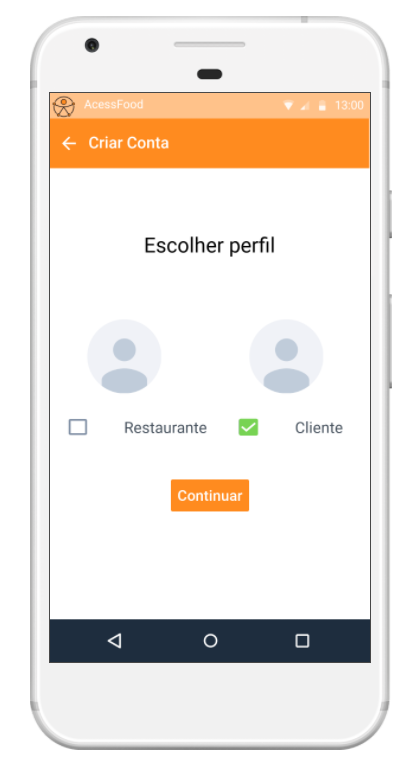 AcessFood 13:00
Criar Conta
Escolher perfil
Restaurante Cliente
Continuar